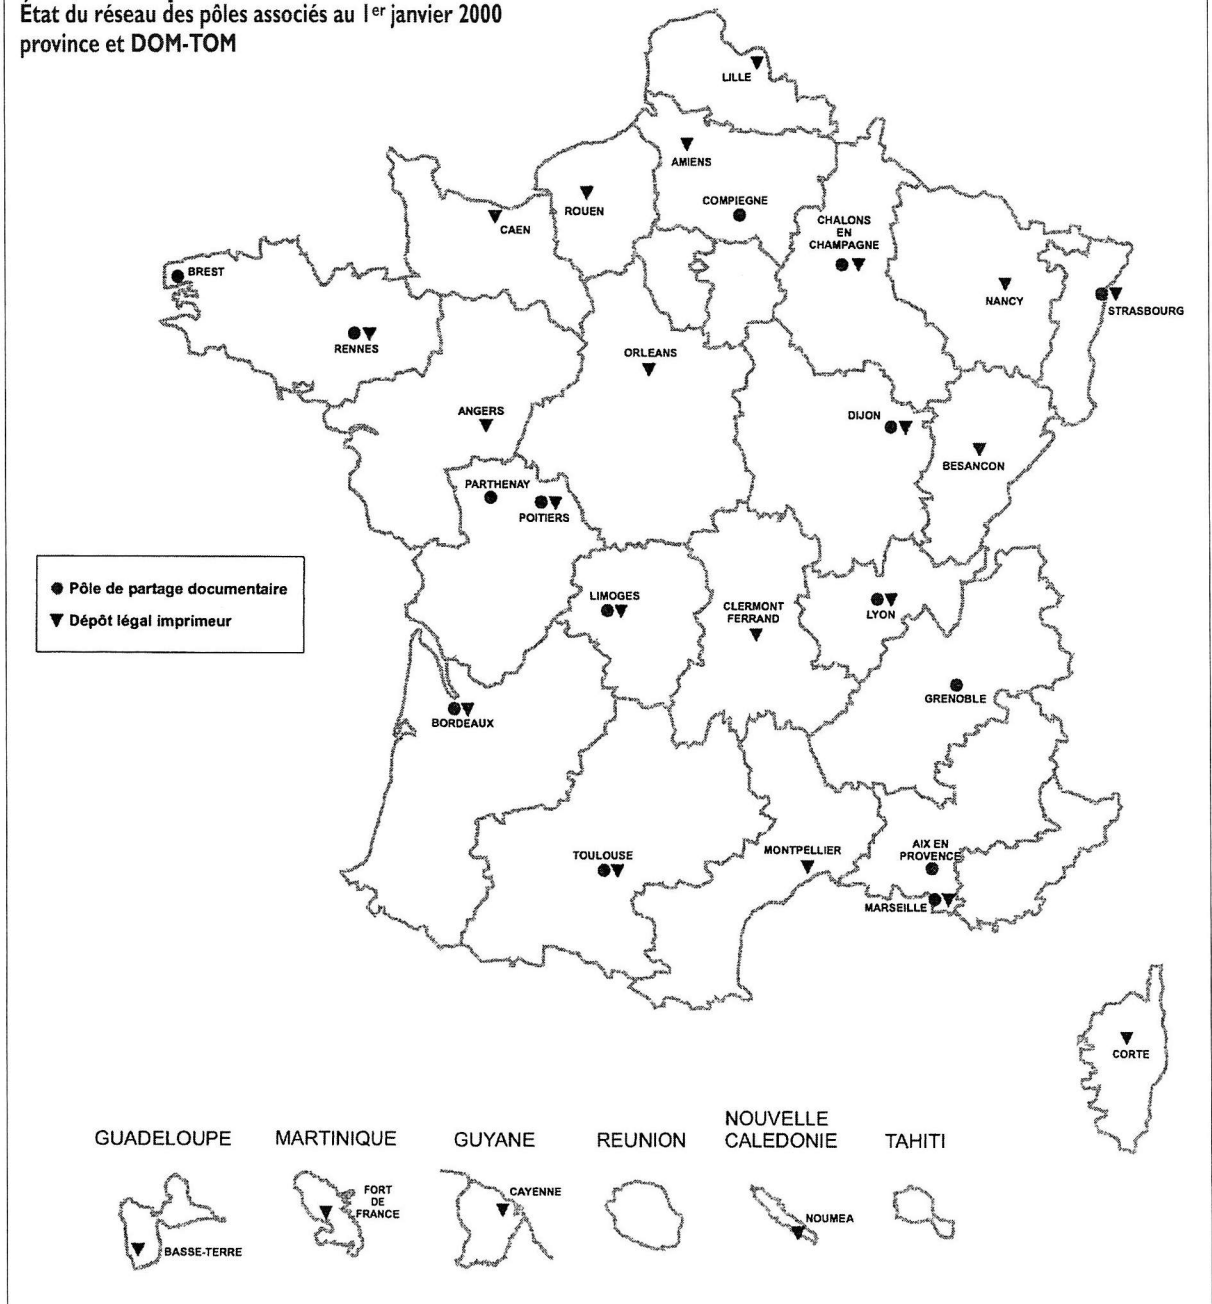 État du réseau des pôles associés au 1er janvier 2000
province et DOM-TOM
LILLE
AMIENS
COMPIEGNE
ROUEN
CAEN
CHALONS
EN
CHAMPAGNE
BREST
NANCY
STRASBOURG
RENNES
ORLEANS
ANGERS
DIJON
BESANCON
PARTHENAY
POITIERS
Pôle de partage documentaire
Dépôt légal imprimeur
LIMOGES
CLERMONT
FERRAND
LYON
GRENOBLE
BORDEAUX
TOULOUSE
MONTPELLIER
AIX EN
PROVENCE
MARSEILLE
CORTE
GUADELOUPE
MARTINIQUE
GUYANE
REUNION
NOUVELLE
CALEDONIE
TAHITI
FORT
DE
FRANCE
CAYENNE
NOUMEA
BASSE-TERRE